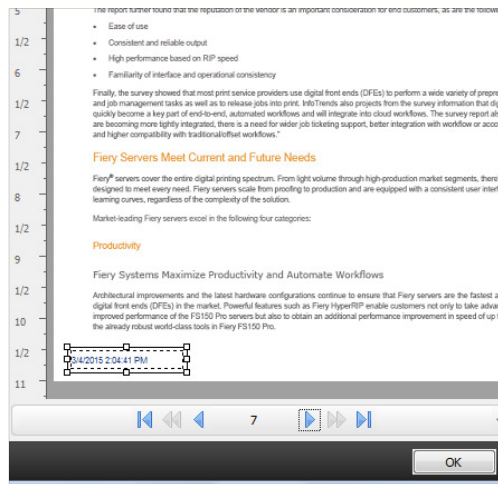 5
The report further found that the reputation of the vendor is an important consideration for end customers, as are the
• Ease of use
1/2
• Consistent and reliable output
• High performance based on RIP speed
6
• Familiarity of interface and operational consistency
Finally, the survey showed that most print service providers use digital front ends (DFEs) to perform a wide variety of
1/2
and job management tasks as well as to release jobs into print. InfoTrends also projects from the survey information that
quickly become a key part of end-to-end, automated workflows and will integrate into cloud workflows. The survey report
7
are becoming more tightly integrated, there is a need for wider job ticketing support, better integration with workflow or
and higher compatibility with traditional/offset workflows."
1/2
Fiery Servers Meet Current and Future Needs
Fiery® servers cover the entire digital printing spectrum. From light volume through high-production market segments,
8
designed to meet every need. Fiery servers scale from proofing to production and are equipped with a consistent user
learning curves, regardless of the complexity of the solution.
1/2
Market-leading Fiery servers excel in the following four categories:
Productivity
9
Fiery Systems Maximize Productivity and Automate Workflows
1/2
Architectural improvements and the latest hardware configurations continue to ensure that Fiery servers are the fastest
digital front ends (DFEs) in the market. Powerful features such as Fiery HyperRIP enable customers not only to take
10
improved performance of the FS150 Pro servers but also to obtain an additional performance improvement in speed of up
the already robust world-class tools in Fiery FS150 Pro.
1/2
3/4/2015 2:04:41 PM
11
7
OK